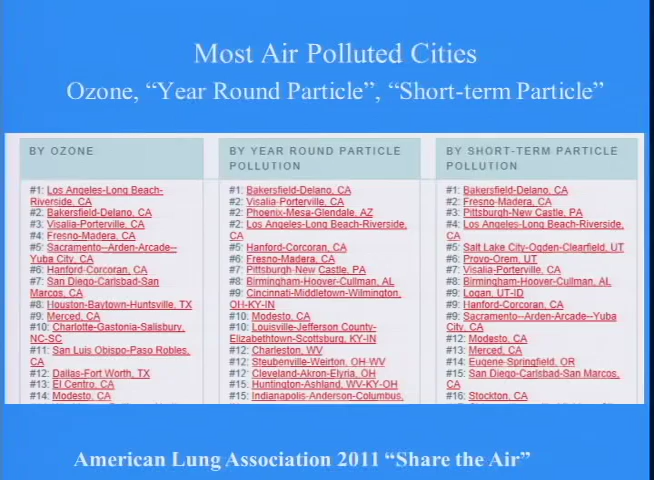 Most Air Polluted Cities
Ozone, “Year Round Particle”, “Short-term Particle”
BY OZONE
#1: Los Angeles-Long Beach-
Riverside, CA
#2: Bakersfield-Delano, CA
#3: Visalia-Porterville, CA
#4: Fresno-Madera, CA
#5: Sacramento--Arden-Arcade--
Yuba City, CA
#6: Hanford-Corcoran, CA
#7: San Diego-Carlsbad-San
Marcos, CA
#8: Houston-Baytown-Huntsville, TX
#9: Merced, CA
#10: Charlotte-Gastonia-Salisbury,
NC-SC
#11: San Luis Obispo-Paso Robles,
CA
#12: Dallas-Fort Worth, TX
#13: El Centro, CA
#14: Modesto, CA
BY YEAR ROUND PARTICLE
POLLUTION
#1: Bakersfield-Delano, CA
#2: Visalia-Porterville, CA
#2: Phoenix-Mesa-Glendale, AZ
#2: Los Angeles-Long Beach-Riverside,
CA
#5: Hanford-Corcoran, CA
#6: Fresno-Madera, CA
#7: Pittsburgh-New Castle, PA
#8: Birmingham-Hoover-Cullman, AL
#9: Cincinnati-Middletown-Wilmington,
OH-KY-IN
#10: Modesto, CA
#10: Louisville-Jefferson County-
Elizabethtown-Scottsburg, KY-IN
#12: Charleston, WV
#12: Steubenville-Weirton, OH-WV
#12: Cleveland-Akron-Elyria, OH
#15: Huntington-Ashland, WV-KY-OH
#15: Indianapolis-Anderson-Columbus,
BY SHORT-TERM PARTICLE
POLLUTION
#1: Bakersfield-Delano, CA
#2: Fresno-Madera, CA
#3: Pittsburgh-New Castle, PA
#4: Los Angeles-Long Beach-Riverside,
CA
#5: Salt Lake City-Ogden-Clearfield, UT
#6: Provo-Orem, UT
#7: Visalia-Porterville, CA
#8: Birmingham-Hoover-Cullman, AL
#9: Logan, UT-ID
#9: Hanford-Corcoran, CA
#9: Sacramento--Arden-Arcade--Yuba
City, CA
#12: Modesto, CA
#13: Merced, CA
#14: Eugene-Springfield, OR
#15: San Diego-Carlsbad-San Marcos,
CA
#16: Stockton, CA
American Lung Association 2011 “Share the Air”